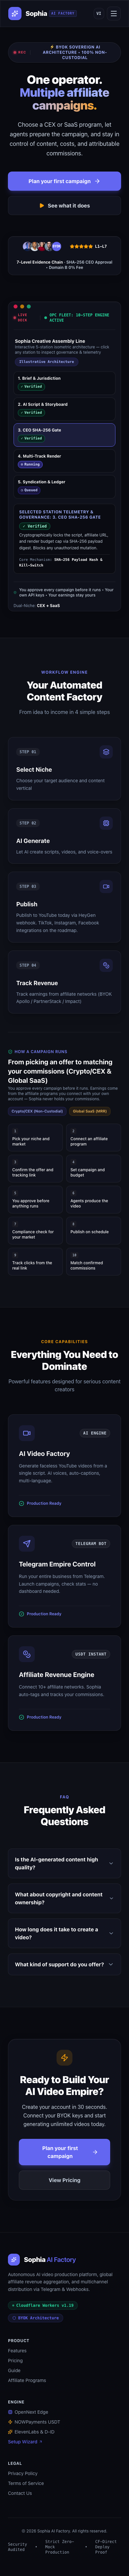 Sophia AI FACTORY
VI
PRO
⚡ BYOK SOVEREIGN AI
ARCHITECTURE • 100% NON-
CUSTODIAL
One operator.
Multiple affiliate
campaigns.
Choose a CEX or SaaS program, let
agents prepare the campaign, and stay in
control of content, costs, and attribute
commissions.
Plan your first campaign →
See what it does
L1–L7
7-Level Evidence Chain · SHA-256 CEO Approval
· Domain B 0% Fee
OPC FLEET: 10-STEP ENGINE
ACTIVE
Sophia Creative Assembly Line
Illustrative Architecture
1. Brief & Jurisdiction
✓ Verified
2. AI Script & Storyboard
✓ Verified
3. CEO SHA-256 Gate
✓ Verified
4. Multi-Track Render
Running
5. Syndication & Ledger
Queued
SELECTED STATION TELEMETRY &
GOVERNANCE: 3. CEO SHA-256 GATE
✓ Verified
Cryptographically locks the script, affiliate URL,
and render budget cap via SHA-256 payload
digest. Blocks any unauthorized mutation.
Core Mechanism: SHA-256 Payload Hash &
Kill-Switch
You approve every campaign before it runs · Your
own API keys · Your earnings stay yours
Dual-Niche: CEX + SaaS
WORKFLOW ENGINE
Your Automated
Content Factory
From idea to income in 4 simple steps
STEP 01
Select Niche
Choose your target audience and content
vertical
STEP 02
AI Generate
Let AI create scripts, videos, and voice-overs
STEP 03
Publish
Publish to YouTube today via HeyGen
webhook. TikTok, Instagram, Facebook
integrations on the roadmap.
STEP 04
Track Revenue
Track earnings from affiliate networks (BYOK
Apollo / PartnerStack / Impact)
HOW A CAMPAIGN RUNS
From picking an offer to matching
your commissions (Crypto/CEX &
Global SaaS)
You approve every campaign before it runs. Earnings come
from the affiliate programs you connect with your own
account — Sophia never holds your commissions.
Crypto/CEX (Non-Custodial)
Global SaaS (MRR)
1
Pick your niche and
market
2
Connect an affiliate
program
3
Confirm the offer and
tracking link
4
Set campaign and
budget
5
You approve before
anything runs
6
Agents produce the
video
7
Compliance check for
your market
8
Publish on schedule
9
Track clicks from the
real link
10
Match confirmed
commissions
CORE CAPABILITIES
Everything You Need to
Dominate
Powerful features designed for serious content
creators
AI ENGINE
AI Video Factory
Generate faceless YouTube videos from a
single idea. AI voices, auto-captions,
multi-language.
Production Ready
TELEGRAM BOT
Telegram Empire Control
Run your entire business from Telegram.
Launch campaigns, check stats — no
dashboard needed.
Production Ready
USDT INSTANT
Affiliate Revenue Engine
Connect 10+ affiliate networks. Sophia
auto-tags and tracks your commissions.
Production Ready
FAQ
Frequently Asked
Questions
Is the AI-generated content high
quality?
What about copyright and content
ownership?
How long does it take to create a
video?
What kind of support do you offer?
Ready to Build Your
AI Video Empire?
Create your account in 30 seconds.
Connect your BYOK keys and start
generating unlimited videos today.
Plan your first
campaign →
View Pricing
Sophia AI Factory
Autonomous AI video production platform, global
affiliate revenue aggregation, and multi-channel
distribution via Telegram & Webhooks.
Cloudflare Workers v1.18
BYOK Architecture
PRODUCT
Features
Pricing
Guide
Affiliate Programs
ENGINE
OpenNext Edge
NOWPayments USDT
ElevenLabs & D-ID
Setup Wizard ↗
LEGAL
Privacy Policy
Terms of Service
Contact Us
© 2026 Sophia AI Factory. All rights reserved.
Security Audited • Strict Zero-Mock Production • CF-Direct Deploy Proof